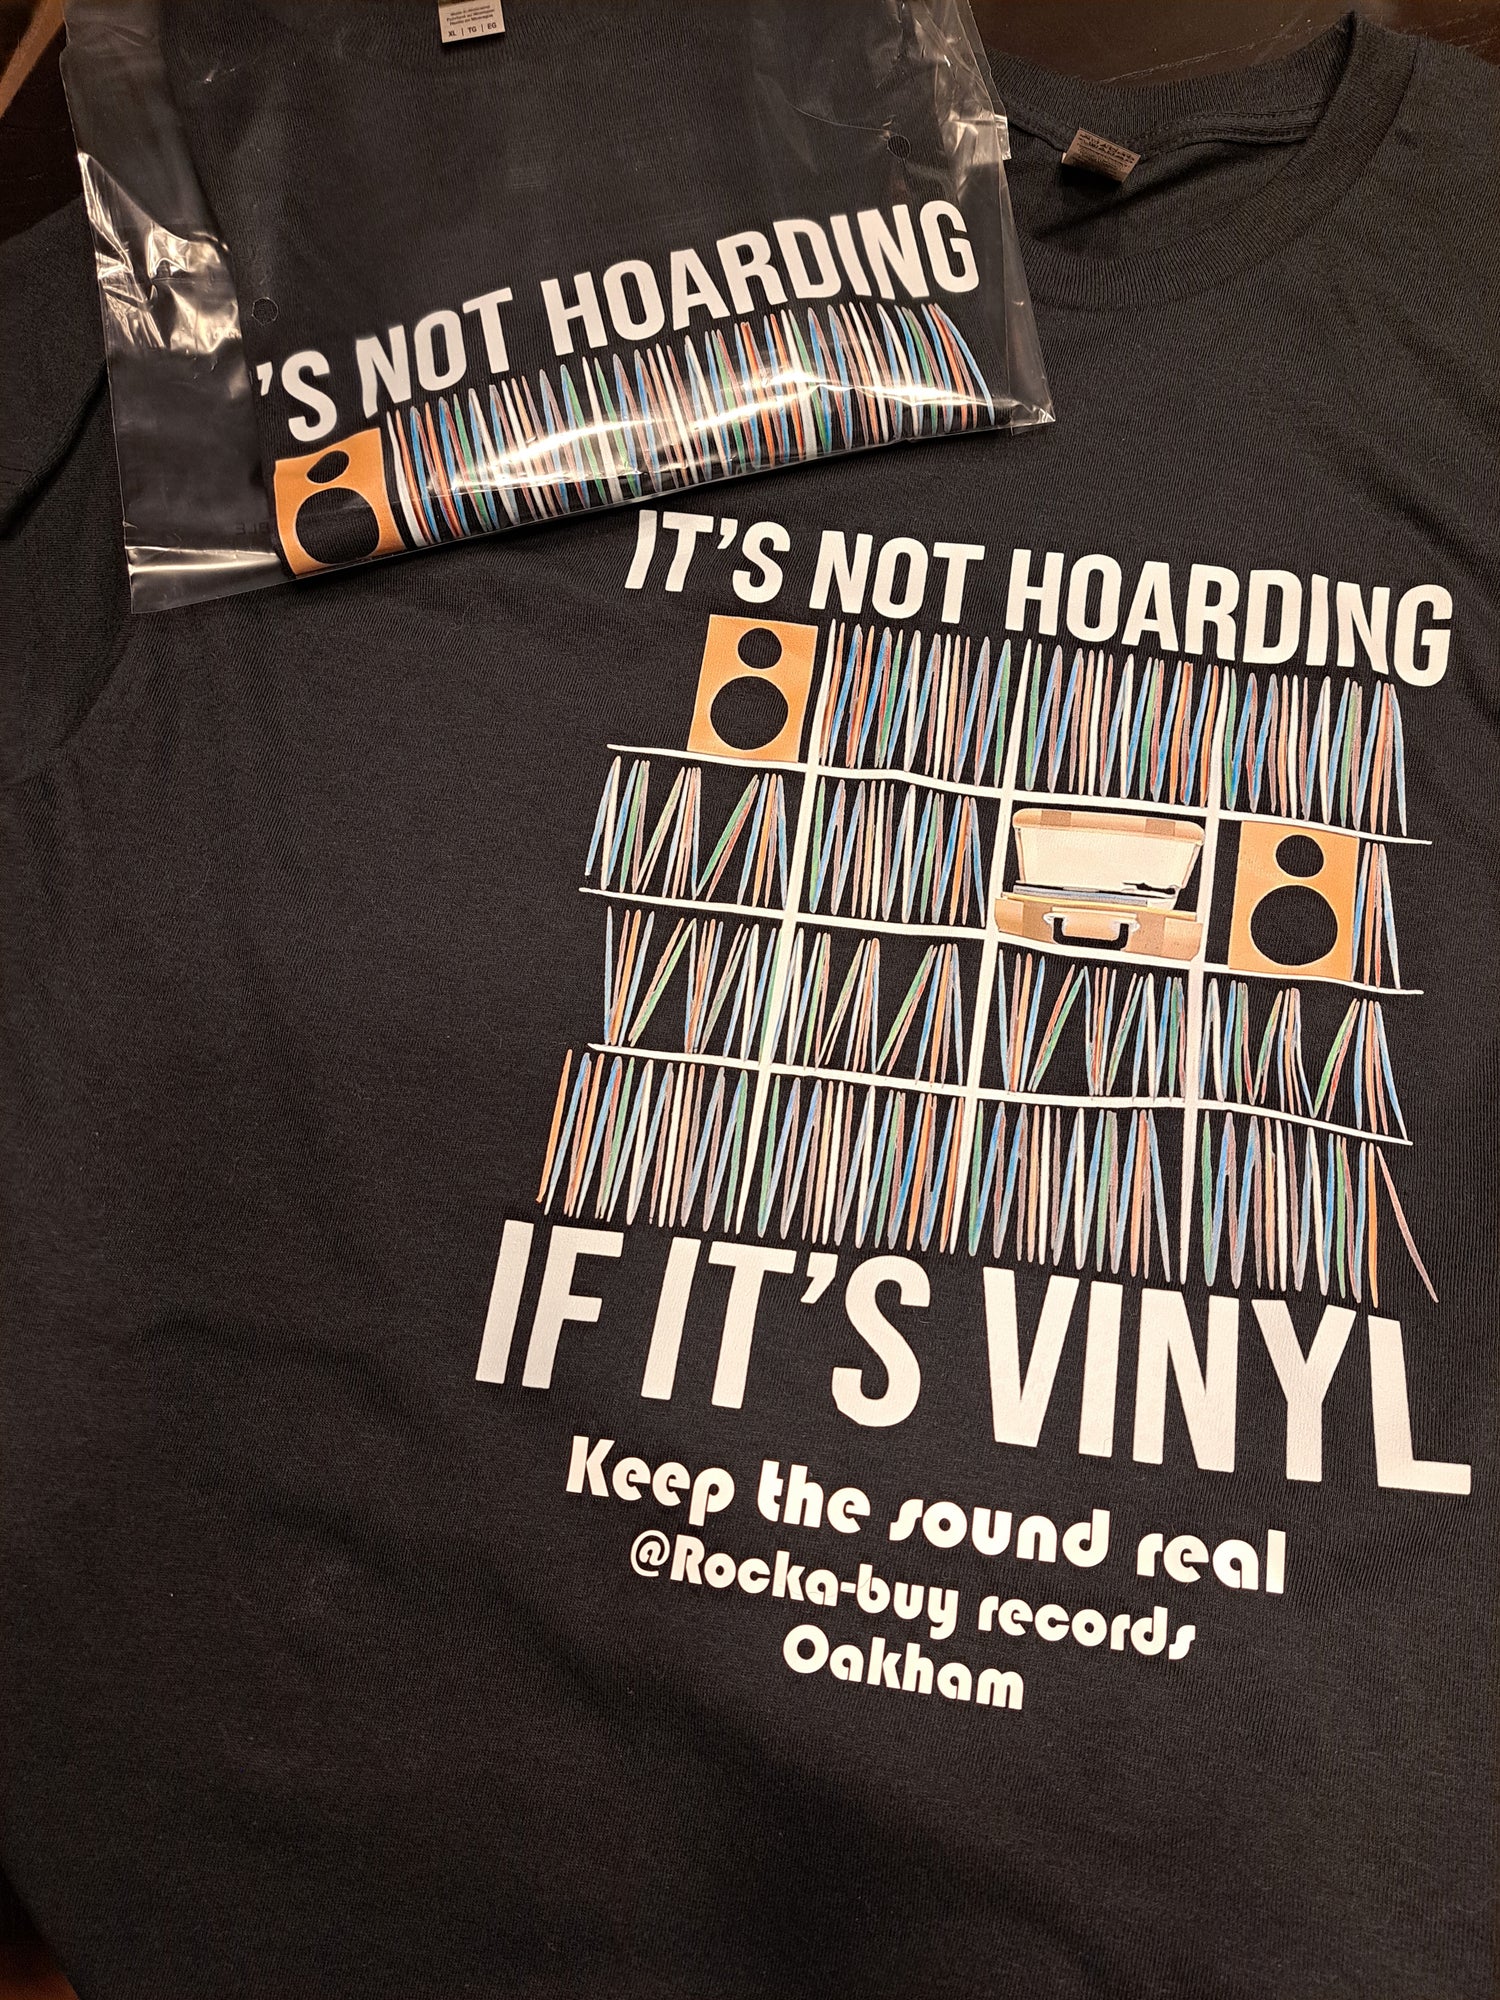 XL | TG | EG
'S NOT HOARDING
IT'S NOT HOARDING
IF IT'S VINYL
Keep the sound real
@Rocka-buy records
Oakham